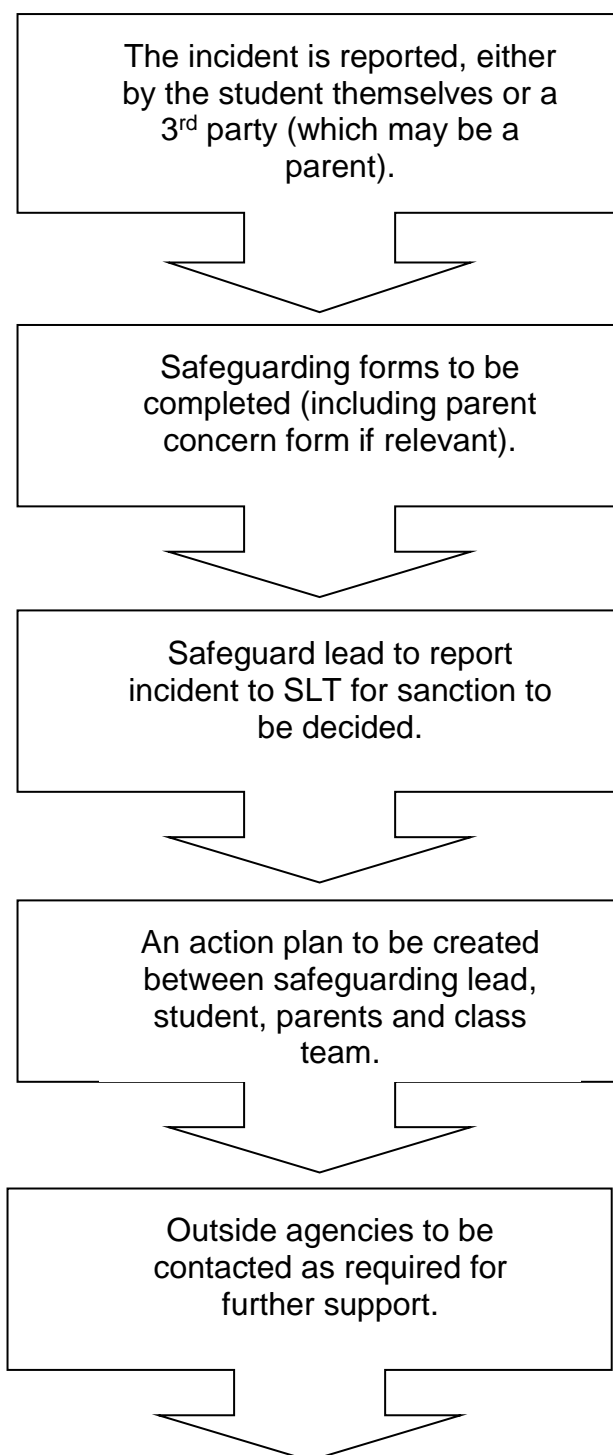 The incident is reported, either
by the student themselves or a
3rd party (which may be a
parent).
Safeguarding forms to be
completed (including parent
concern form if relevant).
Safeguard lead to report
incident to SLT for sanction to
be decided.
An action plan to be created
between safeguarding lead,
student, parents and class
team.
Outside agencies to be
contacted as required for
further support.